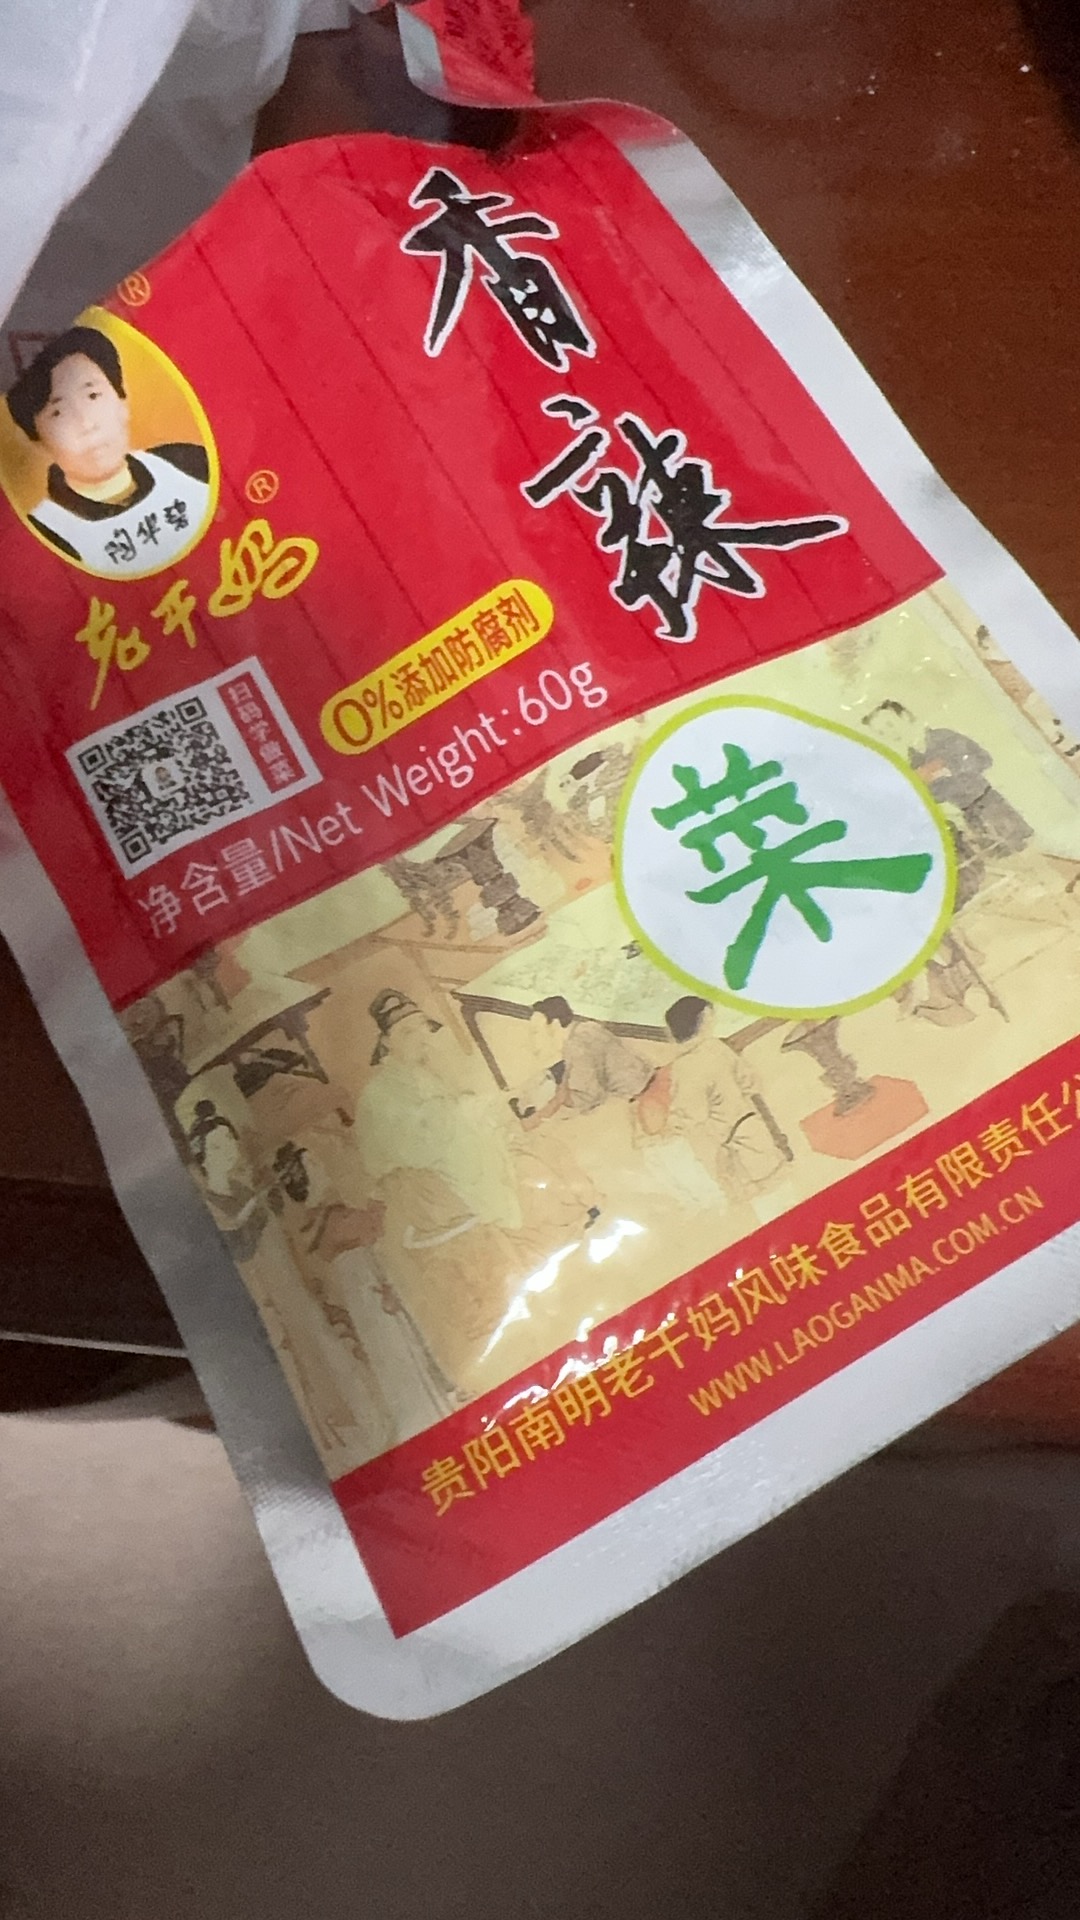 香辣
菜
®
陶华碧
老干妈®
扫码学做菜
0%添加防腐剂
净含量/Net Weight:60g
贵阳南明老干妈风味食品有限责任公
WWW.LAOGANMA.COM.CN